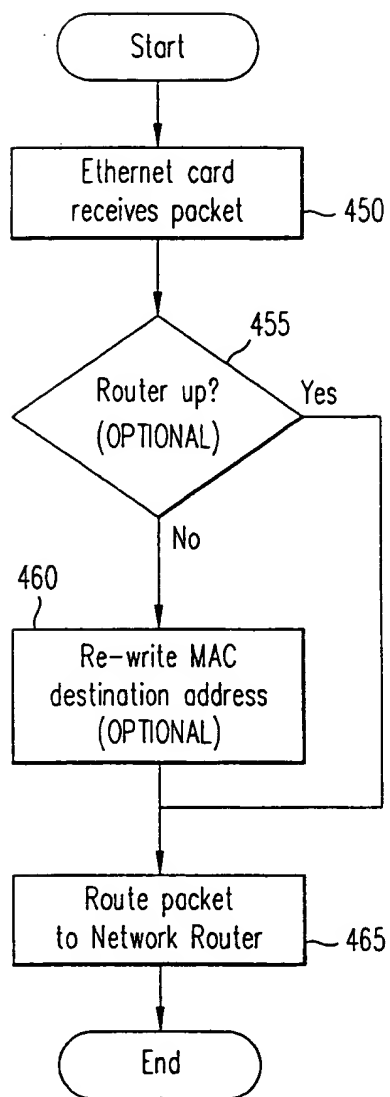 Start
Ethernet card
receives packet
450
455
Router up?
(OPTIONAL)
Yes
No
460
Re-write MAC
destination address
(OPTIONAL)
Route packet
to Network Router
465
End